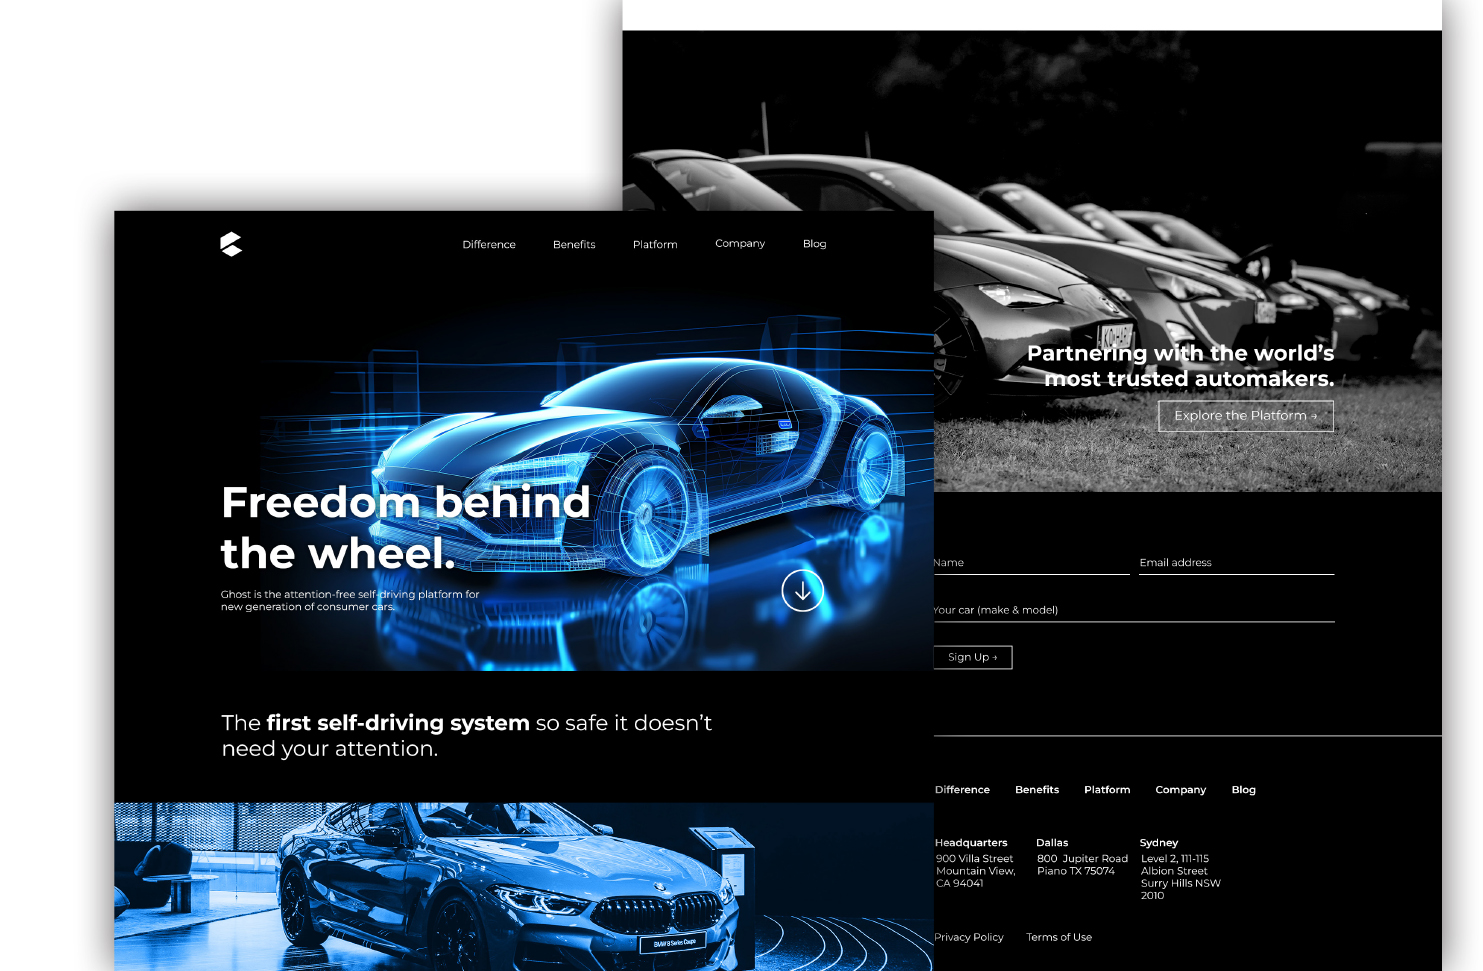 Difference Benefits Platform Company Blog
Freedom behind
the wheel.
Ghost is the attention-free self-driving platform for
new generation of consumer cars.
The first self-driving system so safe it doesn’t
need your attention.
BMW 8 Series Coupe
Partnering with the world’s
most trusted automakers.
Explore the Platform →
Name Email address
Your car (make & model)
Sign Up →
Difference Benefits Platform Company Blog
Headquarters
900 Villa Street
Mountain View,
CA 94041
Dallas
800 Jupiter Road
Piano TX 75074
Sydney
Level 2, 111-115
Albion Street
Surry Hills NSW
2010
Privacy Policy Terms of Use